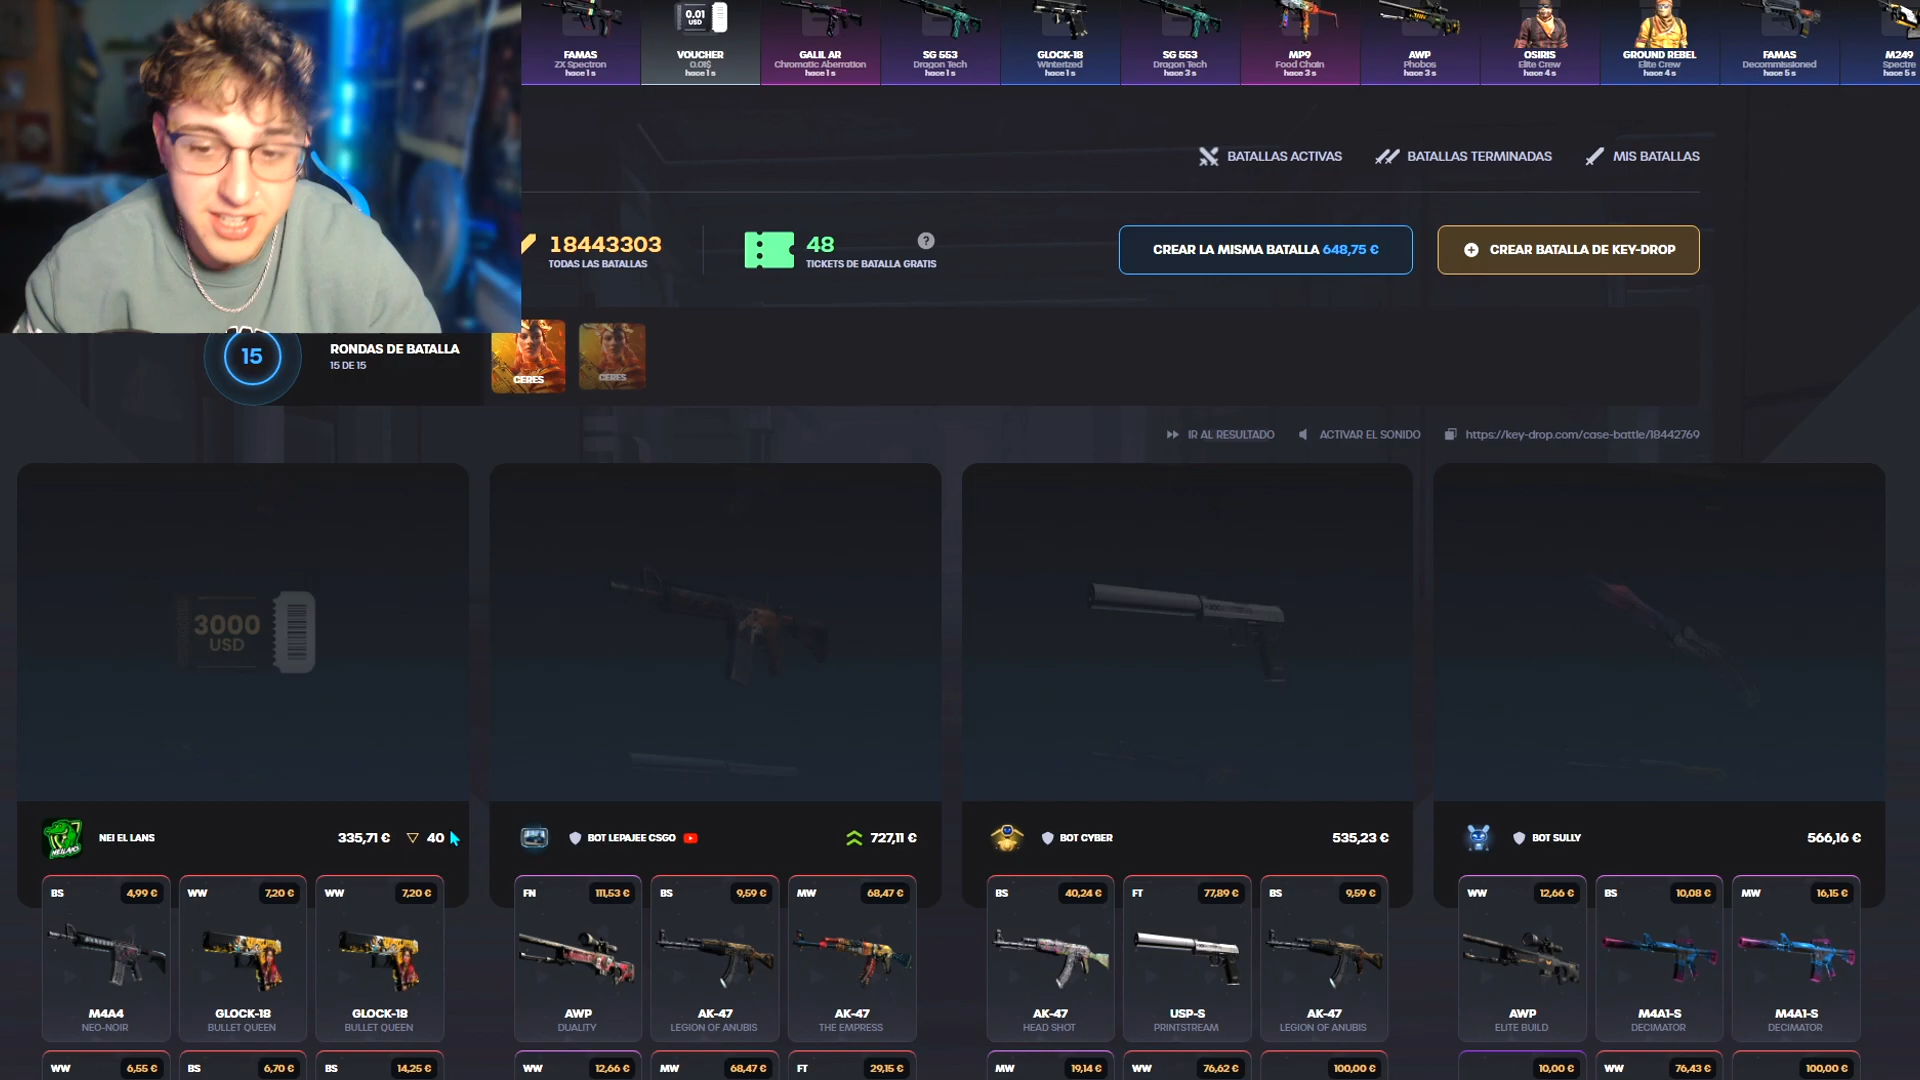 FAMAS
ZX Spectron
hace 1 s
0.01
USD
VOUCHER
0.01$
hace 1 s
GALIL AR
Chromatic Aberration
hace 1 s
SG 553
Dragon Tech
hace 1 s
GLOCK-18
Winterized
hace 1 s
SG 553
Dragon Tech
hace 3 s
MP9
Food Chain
hace 3 s
AWP
Phobos
hace 3 s
OSIRIS
Elite Crew
hace 4 s
GROUND REBEL
Elite Crew
hace 4 s
FAMAS
Decommissioned
hace 5 s
M249
Spectre
hace 5 s
BATALLAS ACTIVAS
BATALLAS TERMINADAS
MIS BATALLAS
18443303
TODAS LAS BATALLAS
48
TICKETS DE BATALLA GRATIS
?
CREAR LA MISMA BATALLA 648,75 €
CREAR BATALLA DE KEY-DROP
15
RONDAS DE BATALLA
15 DE 15
CERES
CERES
IR AL RESULTADO
ACTIVAR EL SONIDO
https://key-drop.com/case-battle/18442769
3000
USD
NEI EL LANS
335,71 €
40
BOT LEPAJEE CSGO
727,11 €
BOT CYBER
535,23 €
BOT SULLY
566,16 €
BS 4,99 €
M4A4
NEO-NOIR
WW 7,20 €
GLOCK-18
BULLET QUEEN
WW 7,20 €
GLOCK-18
BULLET QUEEN
FN 111,53 €
AWP
DUALITY
BS 9,59 €
AK-47
LEGION OF ANUBIS
MW 68,47 €
AK-47
THE EMPRESS
BS 40,24 €
AK-47
HEAD SHOT
FT 77,89 €
USP-S
PRINTSTREAM
BS 9,59 €
AK-47
LEGION OF ANUBIS
WW 12,66 €
AWP
ELITE BUILD
BS 10,08 €
M4A1-S
DECIMATOR
MW 16,15 €
M4A1-S
DECIMATOR
WW 6,55 €
BS 6,70 €
BS 14,25 €
WW 12,66 €
MW 68,47 €
FT 29,15 €
MW 19,14 €
WW 76,62 €
100,00 €
10,00 €
WW 76,43 €
100,00 €